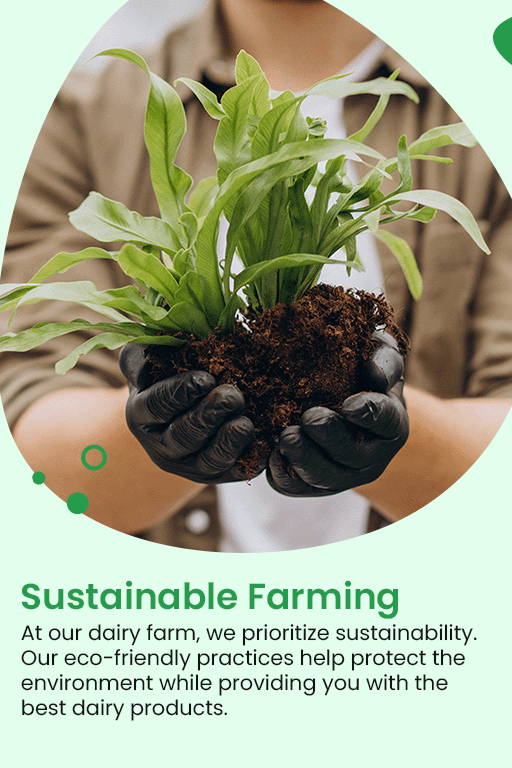 Sustainable Farming
At our dairy farm, we prioritize sustainability.
Our eco-friendly practices help protect the
environment while providing you with the
best dairy products.